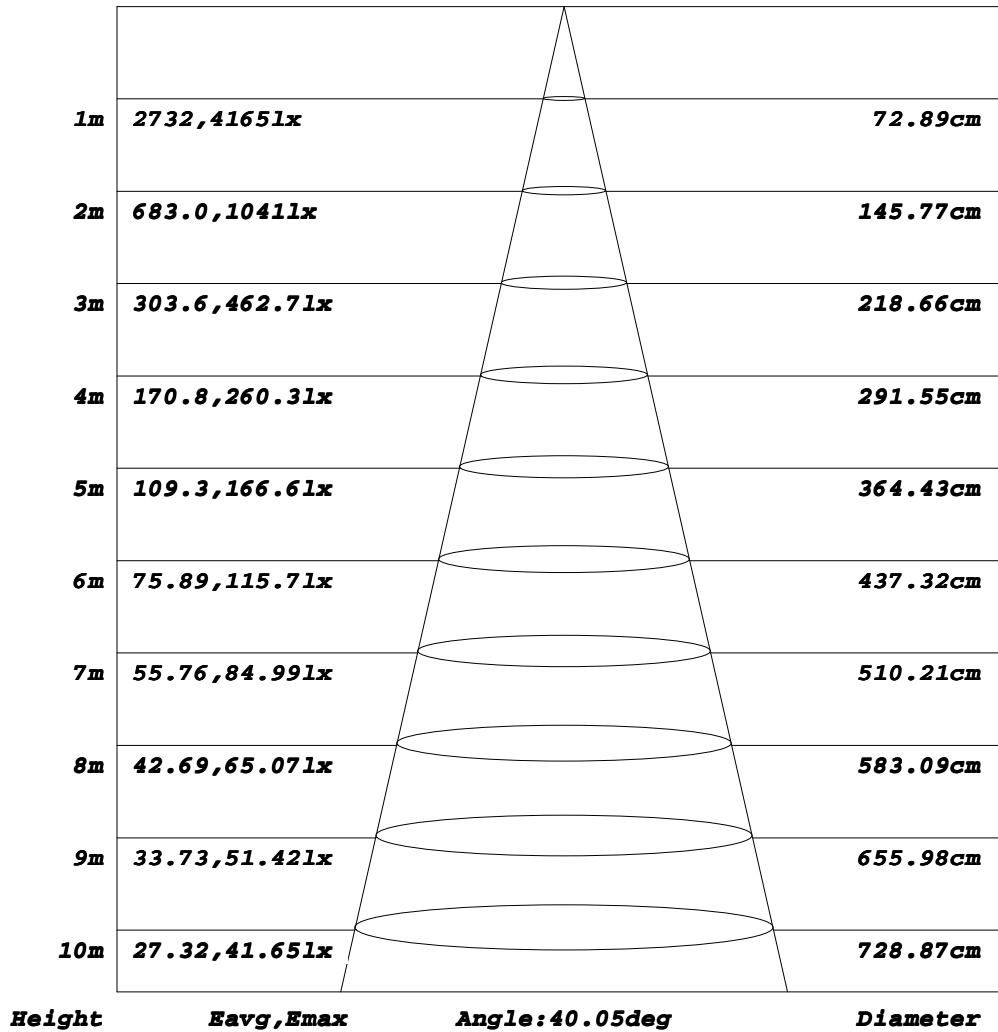 1m 2732,4165lx 72.89cm
2m 683.0,1041lx 145.77cm
3m 303.6,462.7lx 218.66cm
4m 170.8,260.3lx 291.55cm
5m 109.3,166.6lx 364.43cm
6m 75.89,115.7lx 437.32cm
7m 55.76,84.99lx 510.21cm
8m 42.69,65.07lx 583.09cm
9m 33.73,51.42lx 655.98cm
10m 27.32,41.65lx 728.87cm
Height Eavg,Emax Angle:40.05deg Diameter